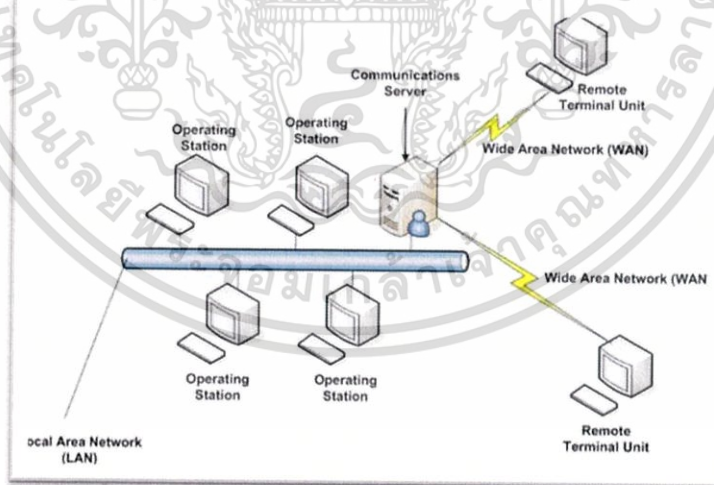 Communications
Server
Remote
Terminal Unit
Operating
Station
Operating
Station
Wide Area Network (WAN)
Wide Area Network (WAN
Operating
Station
Operating
Station
ocal Area Network
(LAN)
Remote
Terminal Unit